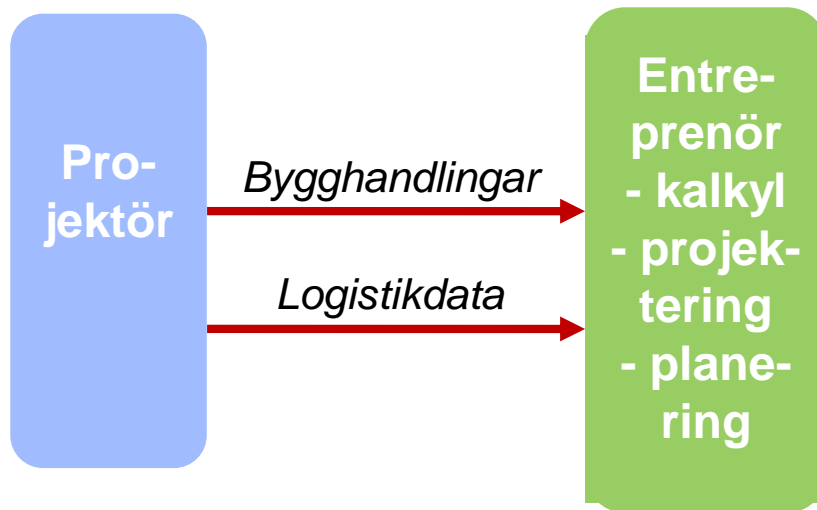 Pro-
jektör
Bygghandlingar
Logistikdata
Entre-
prenör
- kalkyl
- projek-
tering
- plane-
ring